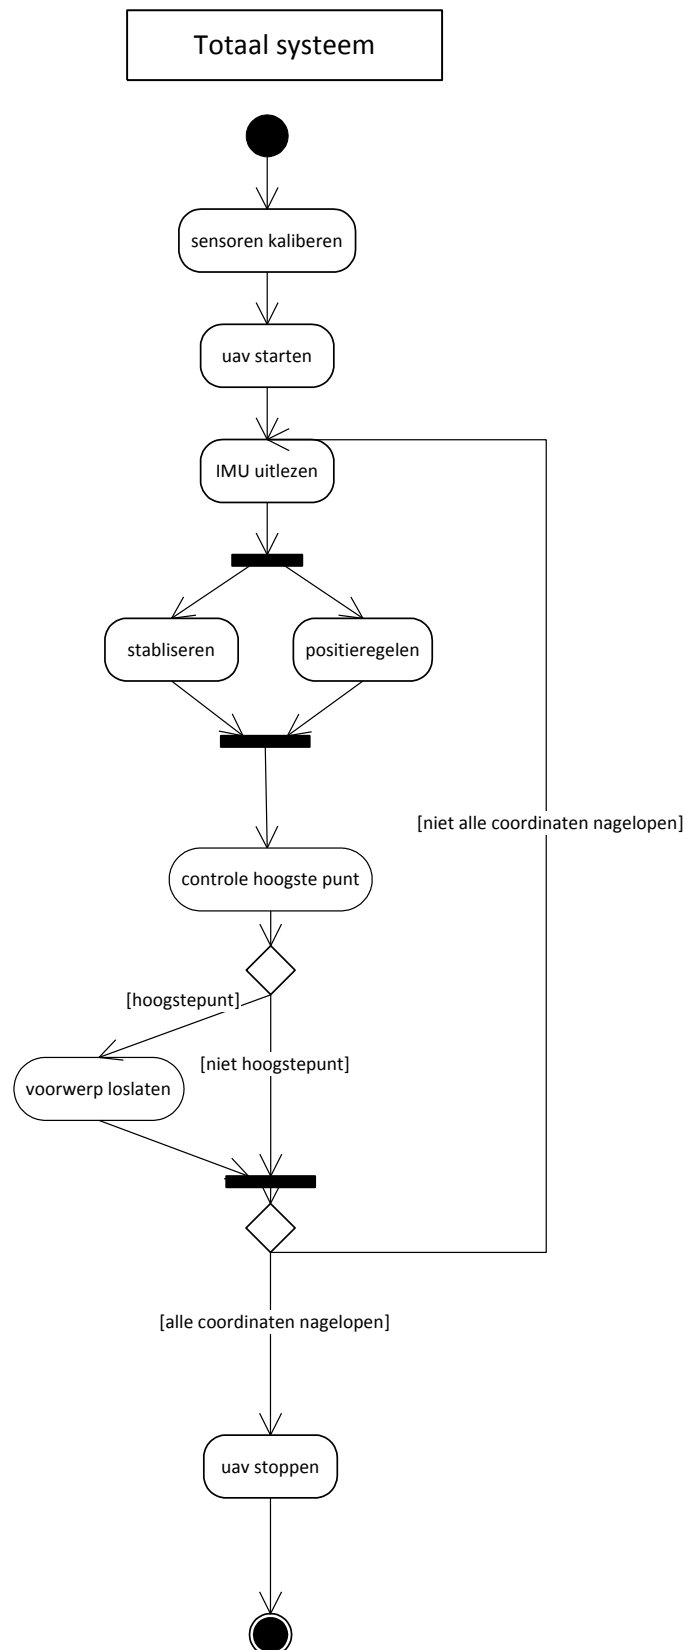 Totaal systeem
sensoren kaliberen
uav starten
IMU uitlezen
stabliseren
positieregelen
[niet alle coordinaten nagelopen]
controle hoogste punt
[hoogstepunt]
[niet hoogstepunt]
voorwerp loslaten
[alle coordinaten nagelopen]
uav stoppen